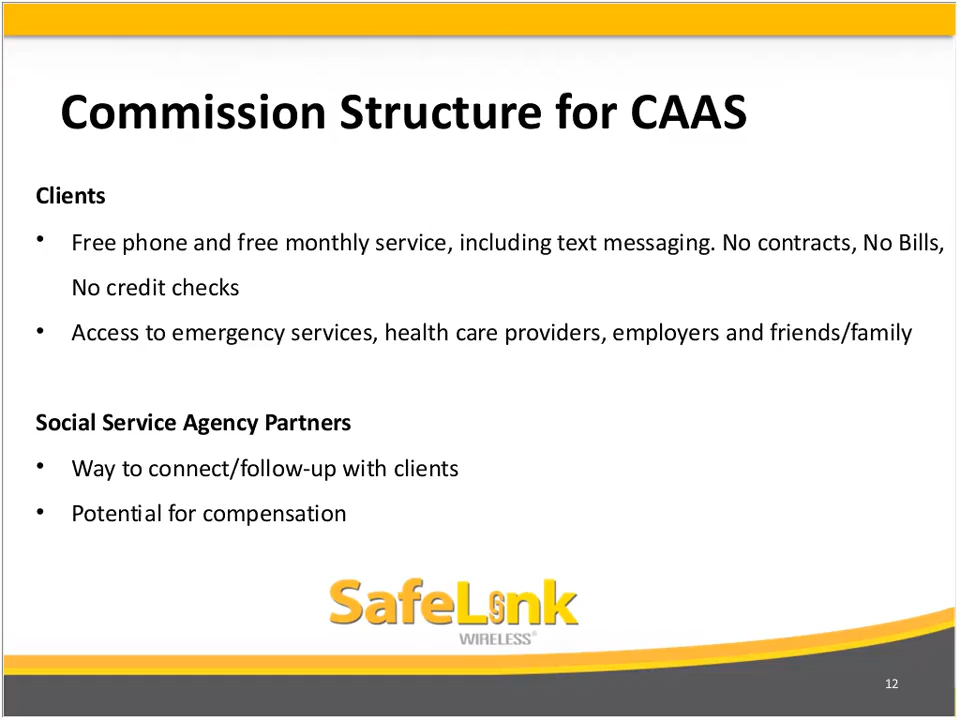 Commission Structure for CAAS
Clients
• Free phone and free monthly service, including text messaging. No contracts, No Bills,
No credit checks
• Access to emergency services, health care providers, employers and friends/family
Social Service Agency Partners
• Way to connect/follow-up with clients
• Potential for compensation
SafeLink
WIRELESS®
12